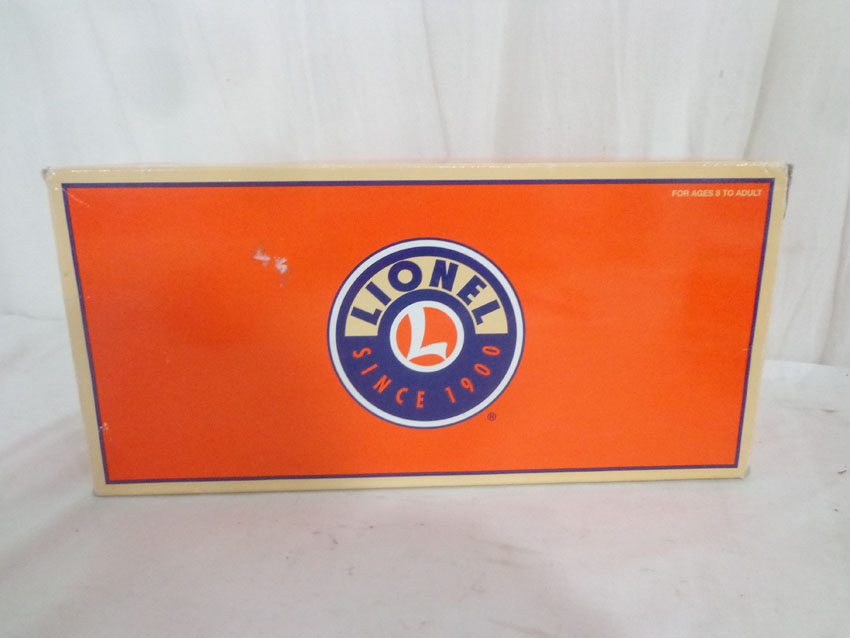 FOR AGES 8 TO ADULT
LIONEL
L
SINCE 1900
®